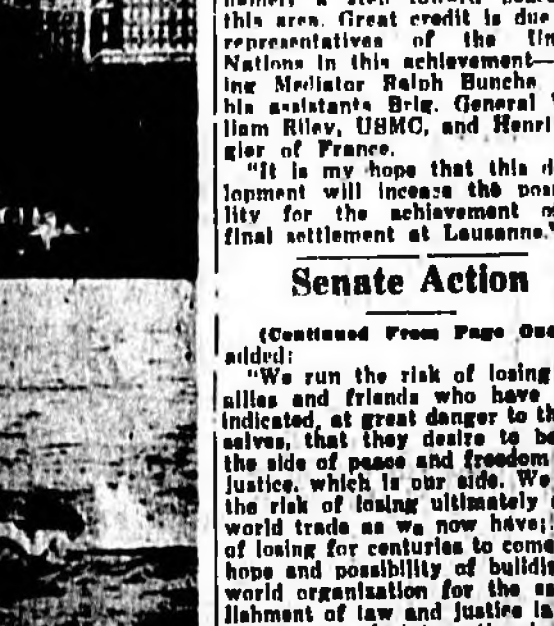 this area. Great credit is due
representatives of the Un
Nations in this achievement—
ing Mediator Ralph Bunche
his assistants Brig. General
liam Riley, USMC, and Henri
gier of France.
"It is my hope that this d
lopment will incease the poss
lity for the achievement o
final settlement at Lausanne."
Senate Action
(Continued From Page One
added:
"We run the risk of losing
allies and friends who have
indicated, at great danger to th
selves, that they desire to be
the side of peace and freedom
justice, which is our side. We
the risk of losing ultimately
world trade as we now have;
of losing for centuries to come
hope and possibility of buildin
world organization for the es
lishment of law and justice in